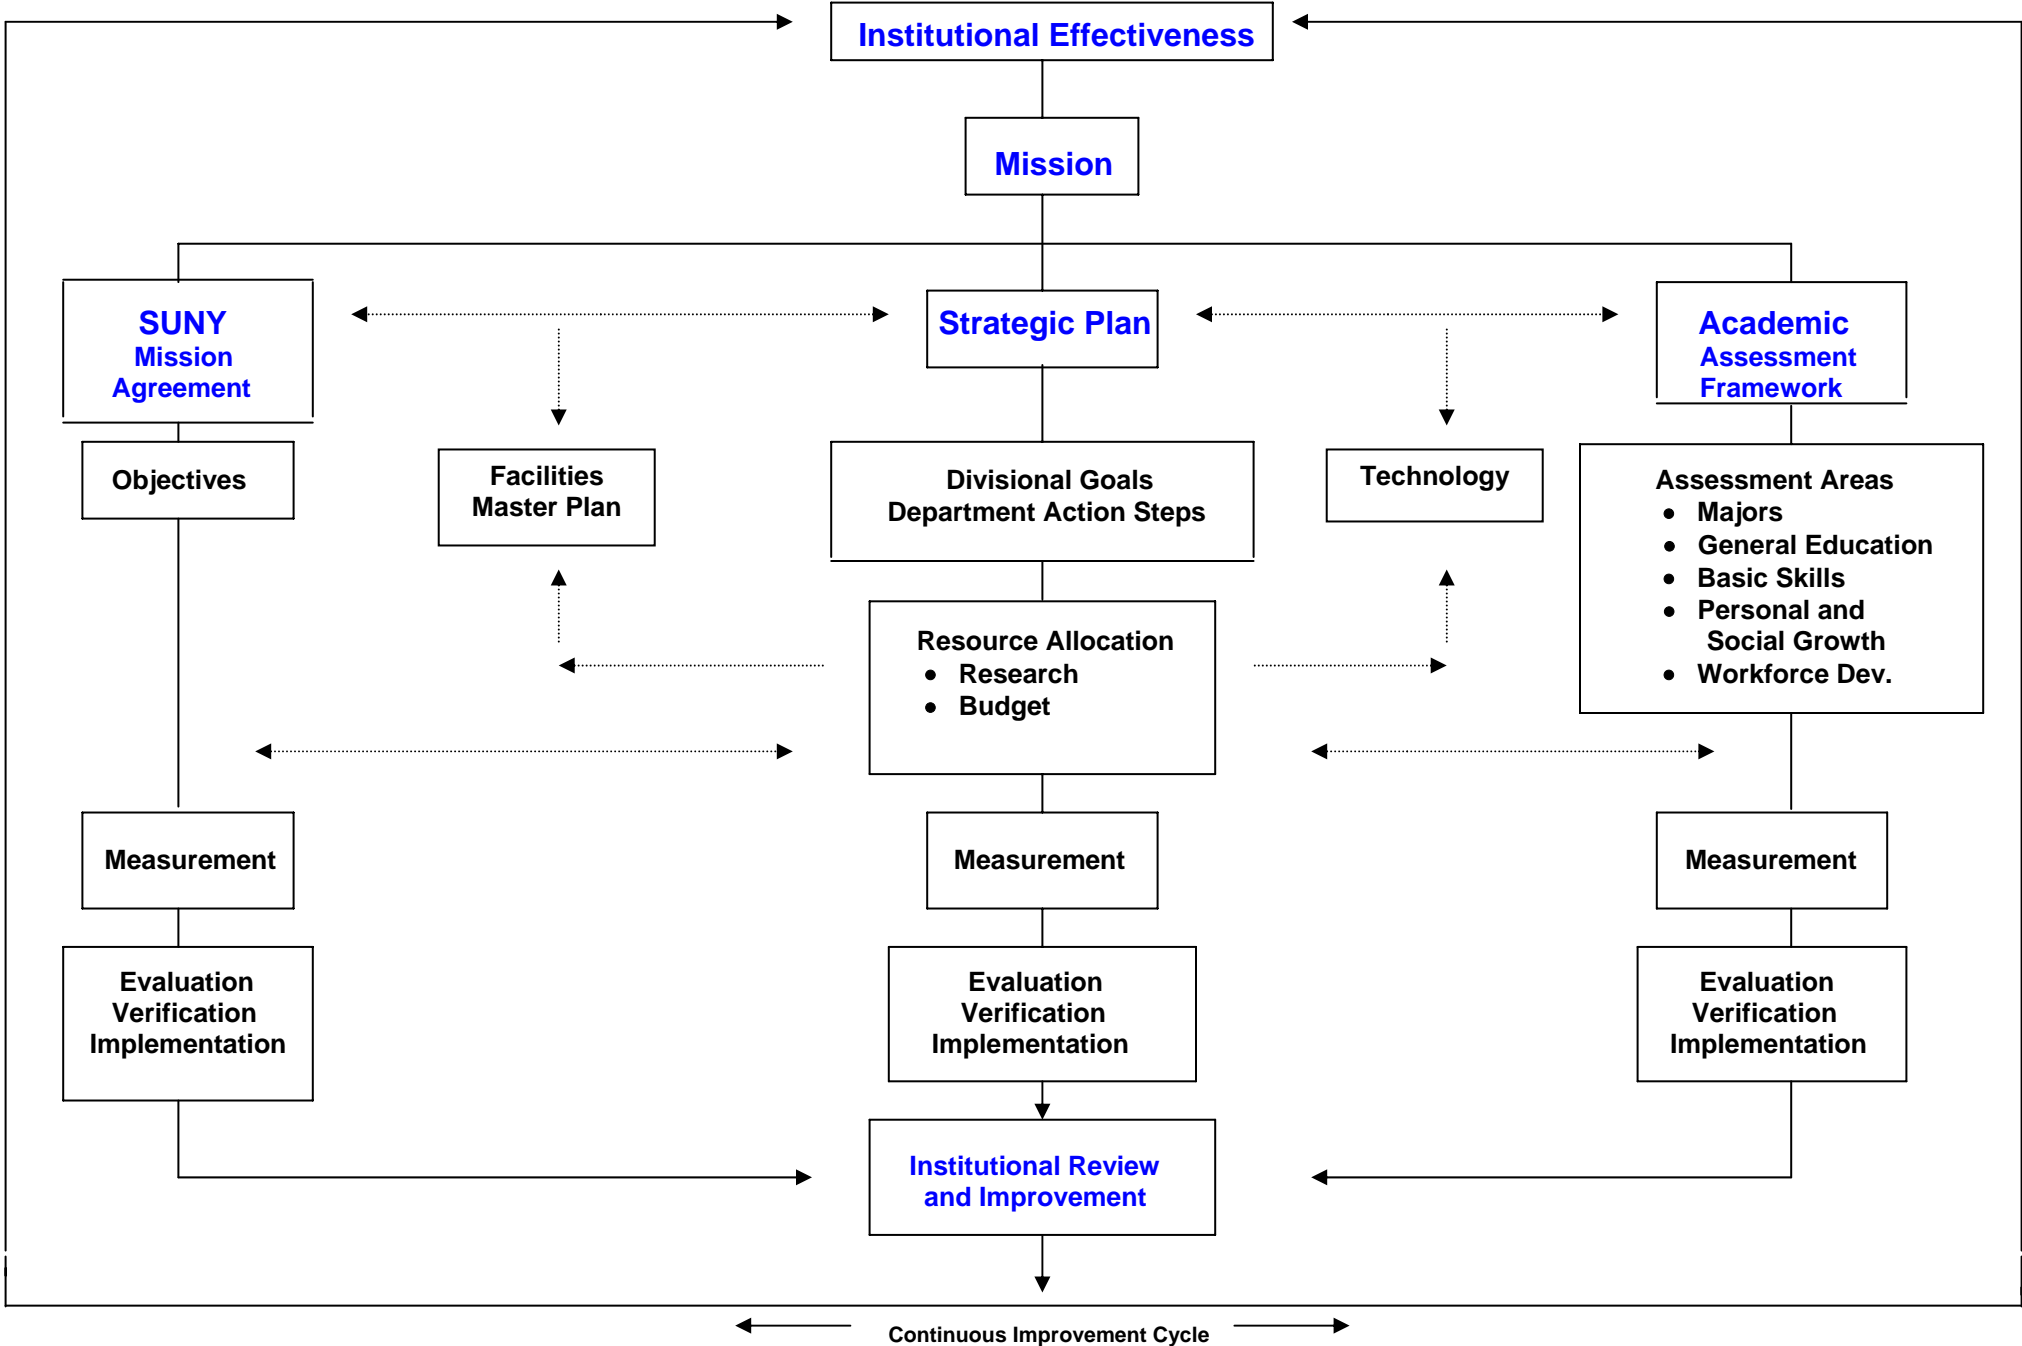 Institutional Effectiveness
Mission
SUNY
Mission
Agreement
Strategic Plan
Academic
Assessment
Framework
Objectives
Facilities
Master Plan
Divisional Goals
Department Action Steps
Technology
Assessment Areas
• Majors
• General Education
• Basic Skills
• Personal and
Social Growth
• Workforce Dev.
Resource Allocation
• Research
• Budget
Measurement
Measurement
Measurement
Evaluation
Verification
Implementation
Evaluation
Verification
Implementation
Evaluation
Verification
Implementation
Institutional Review
and Improvement
Continuous Improvement Cycle